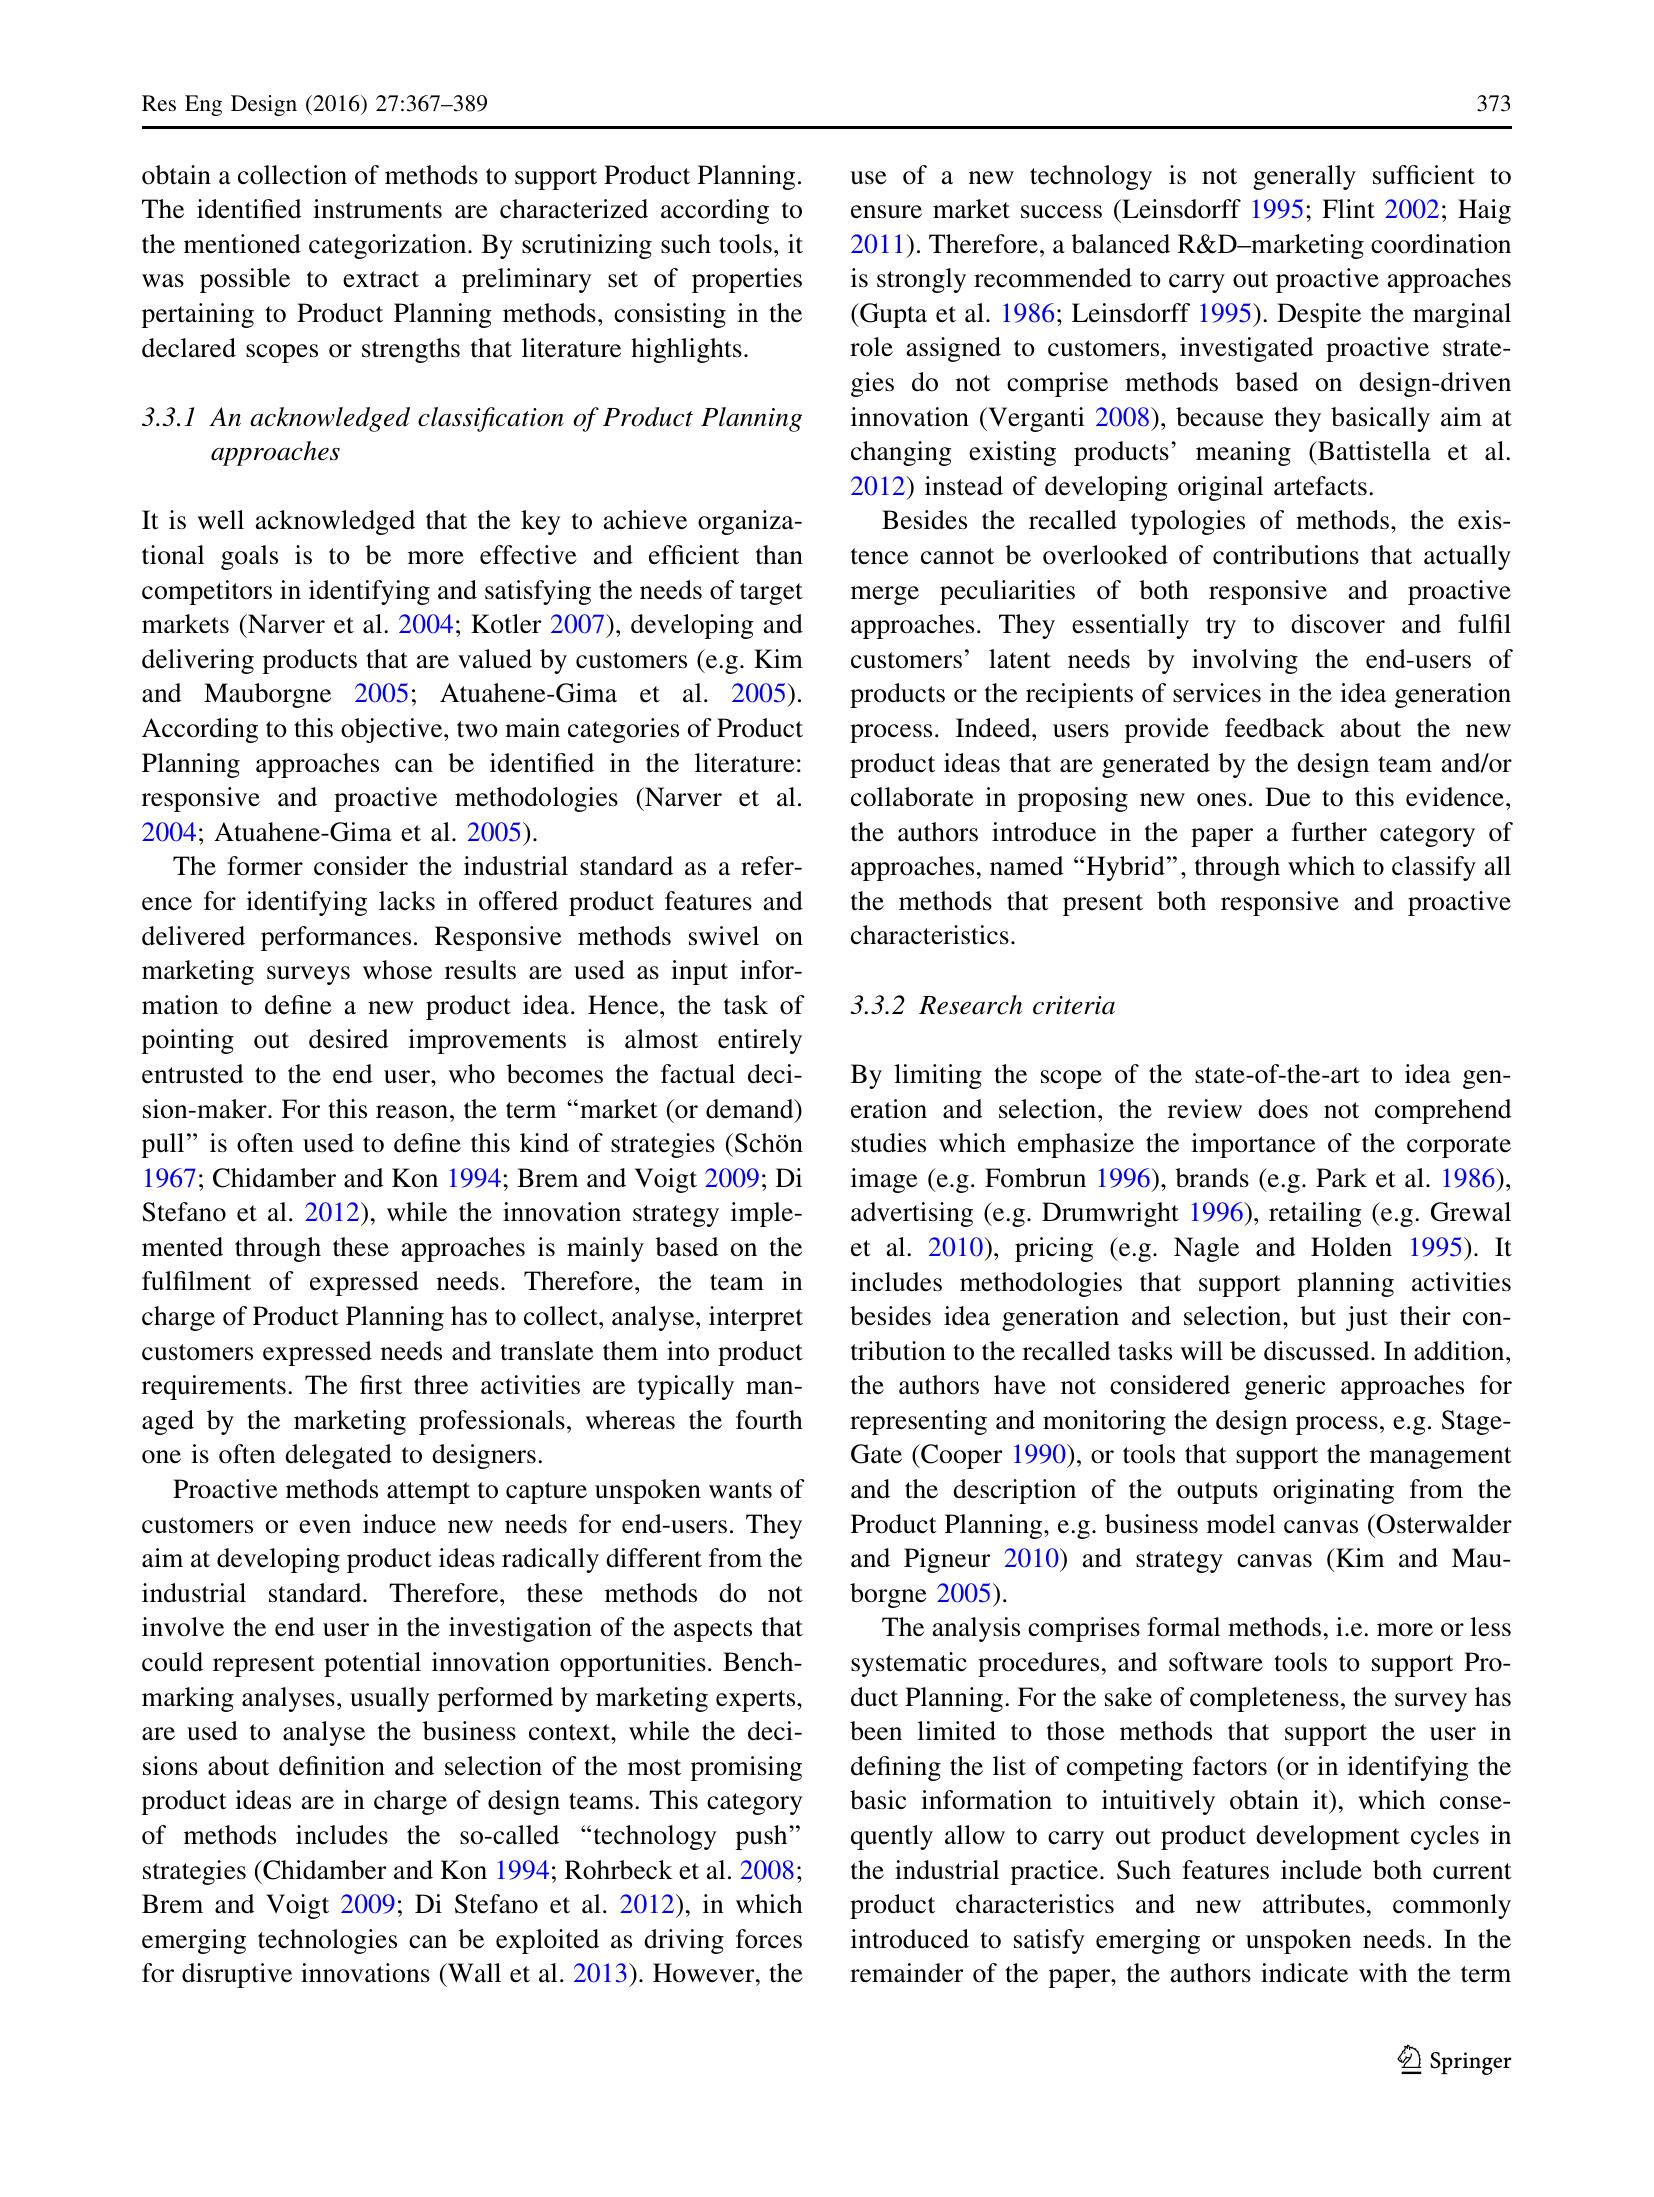 Res Eng Design (2016) 27:367–389
373
obtain a collection of methods to support Product Planning.
The identified instruments are characterized according to
the mentioned categorization. By scrutinizing such tools, it
was possible to extract a preliminary set of properties
pertaining to Product Planning methods, consisting in the
declared scopes or strengths that literature highlights.
3.3.1 An acknowledged classification of Product Planning
approaches
It is well acknowledged that the key to achieve organiza-
tional goals is to be more effective and efficient than
competitors in identifying and satisfying the needs of target
markets (Narver et al. 2004; Kotler 2007), developing and
delivering products that are valued by customers (e.g. Kim
and Mauborgne 2005; Atuahene-Gima et al. 2005).
According to this objective, two main categories of Product
Planning approaches can be identified in the literature:
responsive and proactive methodologies (Narver et al.
2004; Atuahene-Gima et al. 2005).
The former consider the industrial standard as a refer-
ence for identifying lacks in offered product features and
delivered performances. Responsive methods swivel on
marketing surveys whose results are used as input infor-
mation to define a new product idea. Hence, the task of
pointing out desired improvements is almost entirely
entrusted to the end user, who becomes the factual deci-
sion-maker. For this reason, the term “market (or demand)
pull” is often used to define this kind of strategies (Schön
1967; Chidamber and Kon 1994; Brem and Voigt 2009; Di
Stefano et al. 2012), while the innovation strategy imple-
mented through these approaches is mainly based on the
fulfilment of expressed needs. Therefore, the team in
charge of Product Planning has to collect, analyse, interpret
customers expressed needs and translate them into product
requirements. The first three activities are typically man-
aged by the marketing professionals, whereas the fourth
one is often delegated to designers.
Proactive methods attempt to capture unspoken wants of
customers or even induce new needs for end-users. They
aim at developing product ideas radically different from the
industrial standard. Therefore, these methods do not
involve the end user in the investigation of the aspects that
could represent potential innovation opportunities. Bench-
marking analyses, usually performed by marketing experts,
are used to analyse the business context, while the deci-
sions about definition and selection of the most promising
product ideas are in charge of design teams. This category
of methods includes the so-called “technology push”
strategies (Chidamber and Kon 1994; Rohrbeck et al. 2008;
Brem and Voigt 2009; Di Stefano et al. 2012), in which
emerging technologies can be exploited as driving forces
for disruptive innovations (Wall et al. 2013). However, the
use of a new technology is not generally sufficient to
ensure market success (Leinsdorff 1995; Flint 2002; Haig
2011). Therefore, a balanced R&D–marketing coordination
is strongly recommended to carry out proactive approaches
(Gupta et al. 1986; Leinsdorff 1995). Despite the marginal
role assigned to customers, investigated proactive strate-
gies do not comprise methods based on design-driven
innovation (Verganti 2008), because they basically aim at
changing existing products’ meaning (Battistella et al.
2012) instead of developing original artefacts.
Besides the recalled typologies of methods, the exis-
tence cannot be overlooked of contributions that actually
merge peculiarities of both responsive and proactive
approaches. They essentially try to discover and fulfil
customers’ latent needs by involving the end-users of
products or the recipients of services in the idea generation
process. Indeed, users provide feedback about the new
product ideas that are generated by the design team and/or
collaborate in proposing new ones. Due to this evidence,
the authors introduce in the paper a further category of
approaches, named “Hybrid”, through which to classify all
the methods that present both responsive and proactive
characteristics.
3.3.2 Research criteria
By limiting the scope of the state-of-the-art to idea gen-
eration and selection, the review does not comprehend
studies which emphasize the importance of the corporate
image (e.g. Fombrun 1996), brands (e.g. Park et al. 1986),
advertising (e.g. Drumwright 1996), retailing (e.g. Grewal
et al. 2010), pricing (e.g. Nagle and Holden 1995). It
includes methodologies that support planning activities
besides idea generation and selection, but just their con-
tribution to the recalled tasks will be discussed. In addition,
the authors have not considered generic approaches for
representing and monitoring the design process, e.g. Stage-
Gate (Cooper 1990), or tools that support the management
and the description of the outputs originating from the
Product Planning, e.g. business model canvas (Osterwalder
and Pigneur 2010) and strategy canvas (Kim and Mau-
borgne 2005).
The analysis comprises formal methods, i.e. more or less
systematic procedures, and software tools to support Pro-
duct Planning. For the sake of completeness, the survey has
been limited to those methods that support the user in
defining the list of competing factors (or in identifying the
basic information to intuitively obtain it), which conse-
quently allow to carry out product development cycles in
the industrial practice. Such features include both current
product characteristics and new attributes, commonly
introduced to satisfy emerging or unspoken needs. In the
remainder of the paper, the authors indicate with the term
Springer